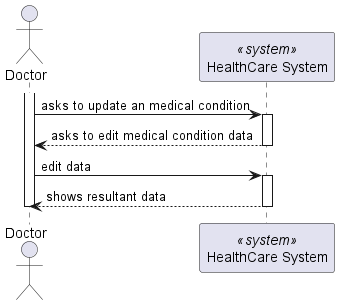 Doctor
«system»
HealthCare System
asks to update an medical condition
asks to edit medical condition data
edit data
shows resultant data
Doctor
«system»
HealthCare System